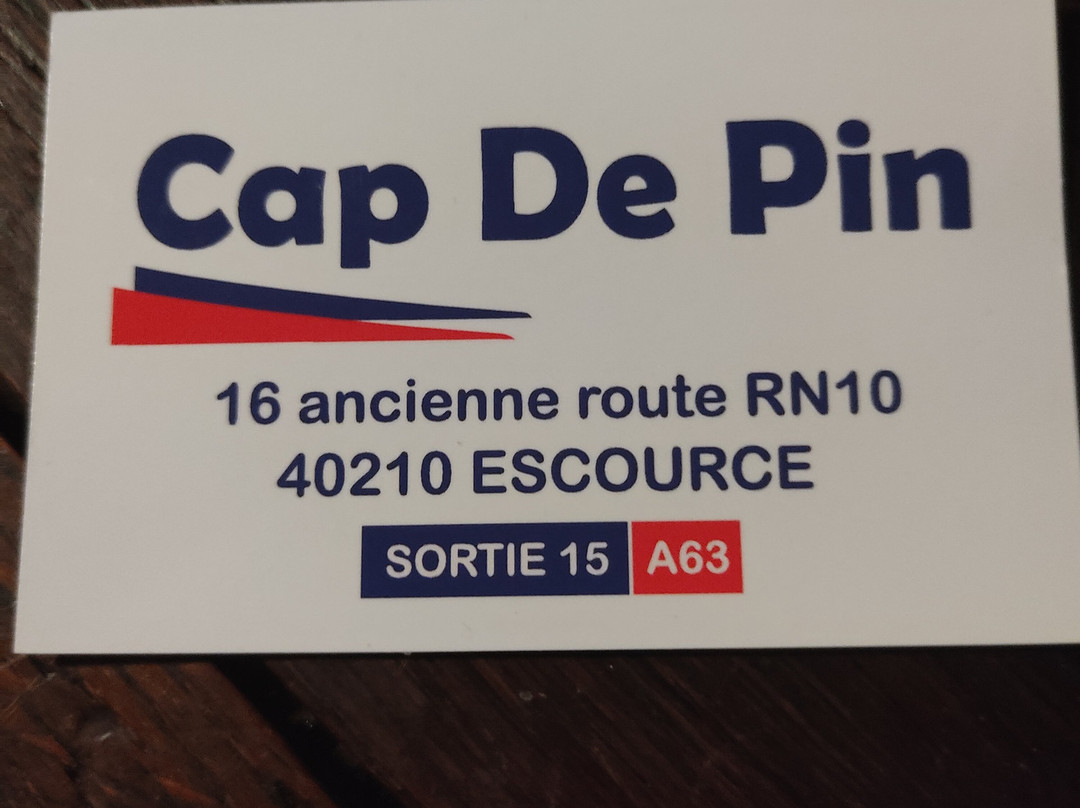 Cap De Pin
16 ancienne route RN10
40210 ESCOURCE
SORTIE 15 A63